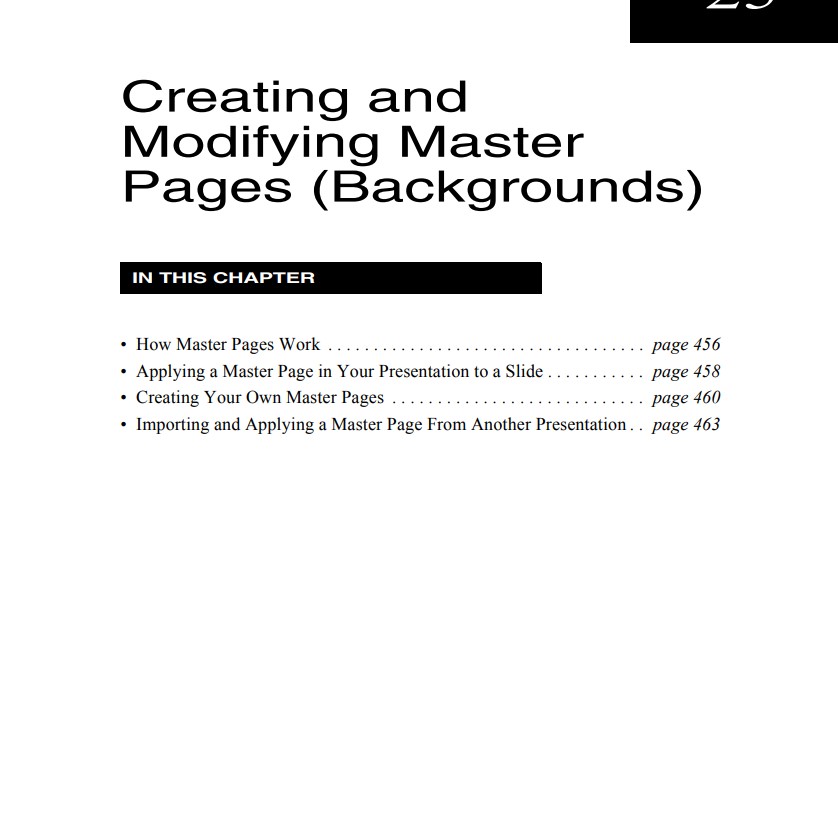 Creating and
Modifying Master
Pages (Backgrounds)
IN THIS CHAPTER
• How Master Pages Work . . . . . . . . . . . . . . . . . . . . . . . . . . . . . . . . . . . page 456
• Applying a Master Page in Your Presentation to a Slide . . . . . . . . . . . page 458
• Creating Your Own Master Pages . . . . . . . . . . . . . . . . . . . . . . . . . . . . page 460
• Importing and Applying a Master Page From Another Presentation . . page 463